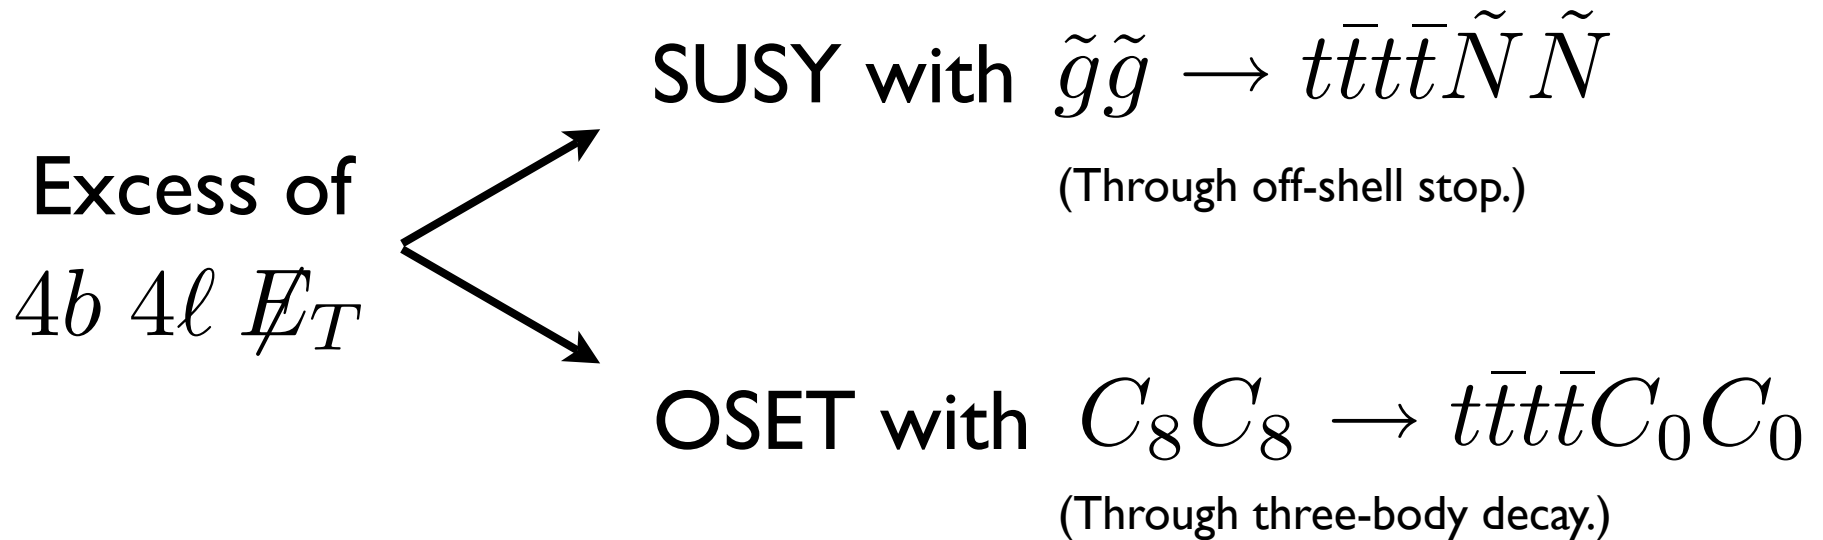 SUSY with g̃g̃ → tt̄tt̄ÑÑ
(Through off-shell stop.)
Excess of
4b 4ℓ E̸_T
OSET with C₈C₈ → tt̄tt̄C₀C₀
(Through three-body decay.)